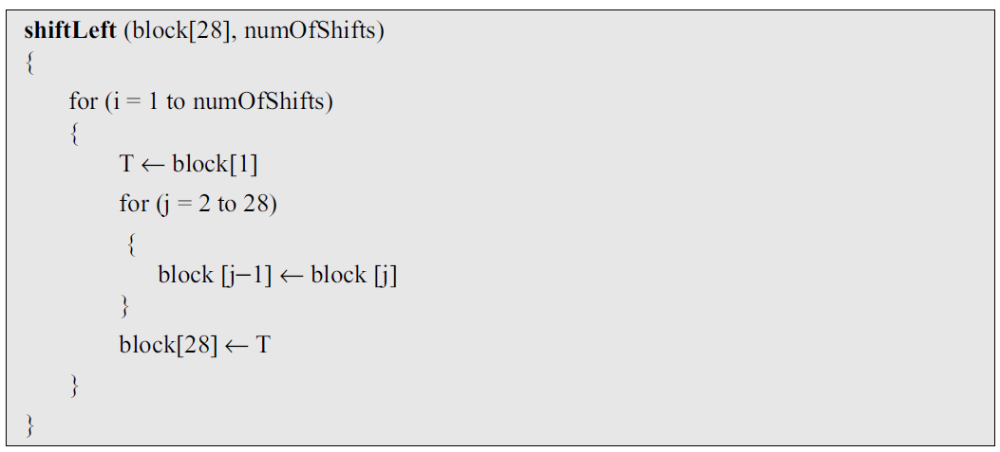 shiftLeft (block[28], numOfShifts)
{
for (i = 1 to numOfShifts)
{
T ← block[1]
for (j = 2 to 28)
{
block [j−1] ← block [j]
}
block[28] ← T
}
}